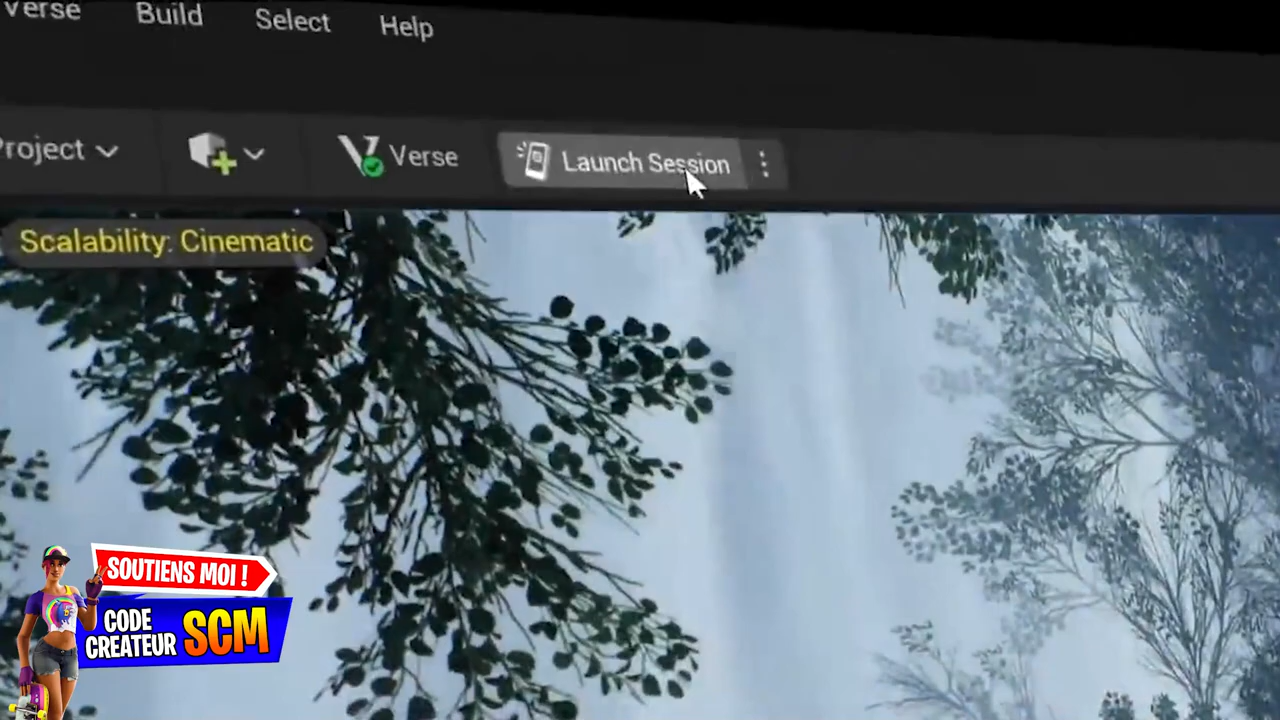 Verse Build Select Help
Project Verse Launch Session
Scalability: Cinematic
SOUTIENS MOI !
CODE
CREATEUR SCM